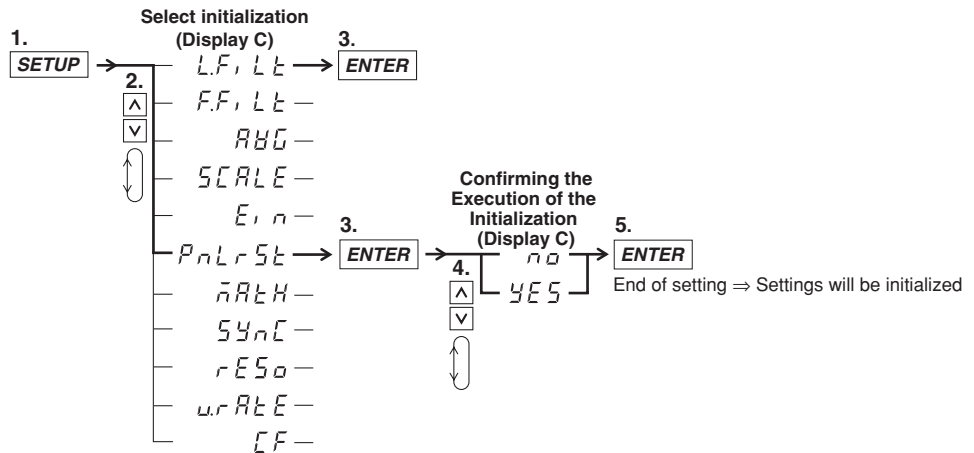 Select initialization
(Display C)
1.
SETUP
2.
L.FiLt
3.
ENTER
F.FiLt
AVG
SCALE
Ein
PnLrSt
3.
ENTER
Confirming the
Execution of the
Initialization
(Display C)
4.
no
YES
5.
ENTER
End of setting ⇒ Settings will be initialized
MAtH
SYnC
rESo
u.rAtE
CF